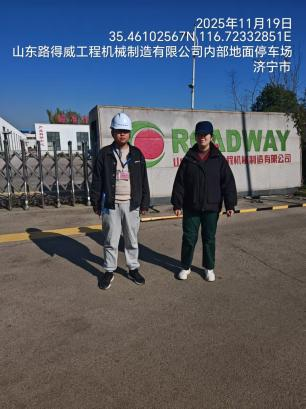 2025年11月19日
35.46102567N 116.72332851E
山东路得威工程机械制造有限公司内部地面停车场
济宁市
ROADWAY
山 工程机械制造有限公司